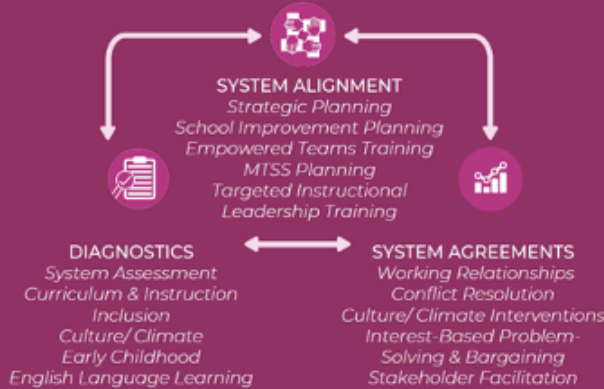 SYSTEM ALIGNMENT
Strategic Planning
School Improvement Planning
Empowered Teams Training
MTSS Planning
Targeted Instructional
Leadership Training
DIAGNOSTICS
System Assessment
Curriculum & Instruction
Inclusion
Culture/ Climate
Early Childhood
English Language Learning
SYSTEM AGREEMENTS
Working Relationships
Conflict Resolution
Culture/ Climate Interventions
Interest-Based Problem-
Solving & Bargaining
Stakeholder Facilitation